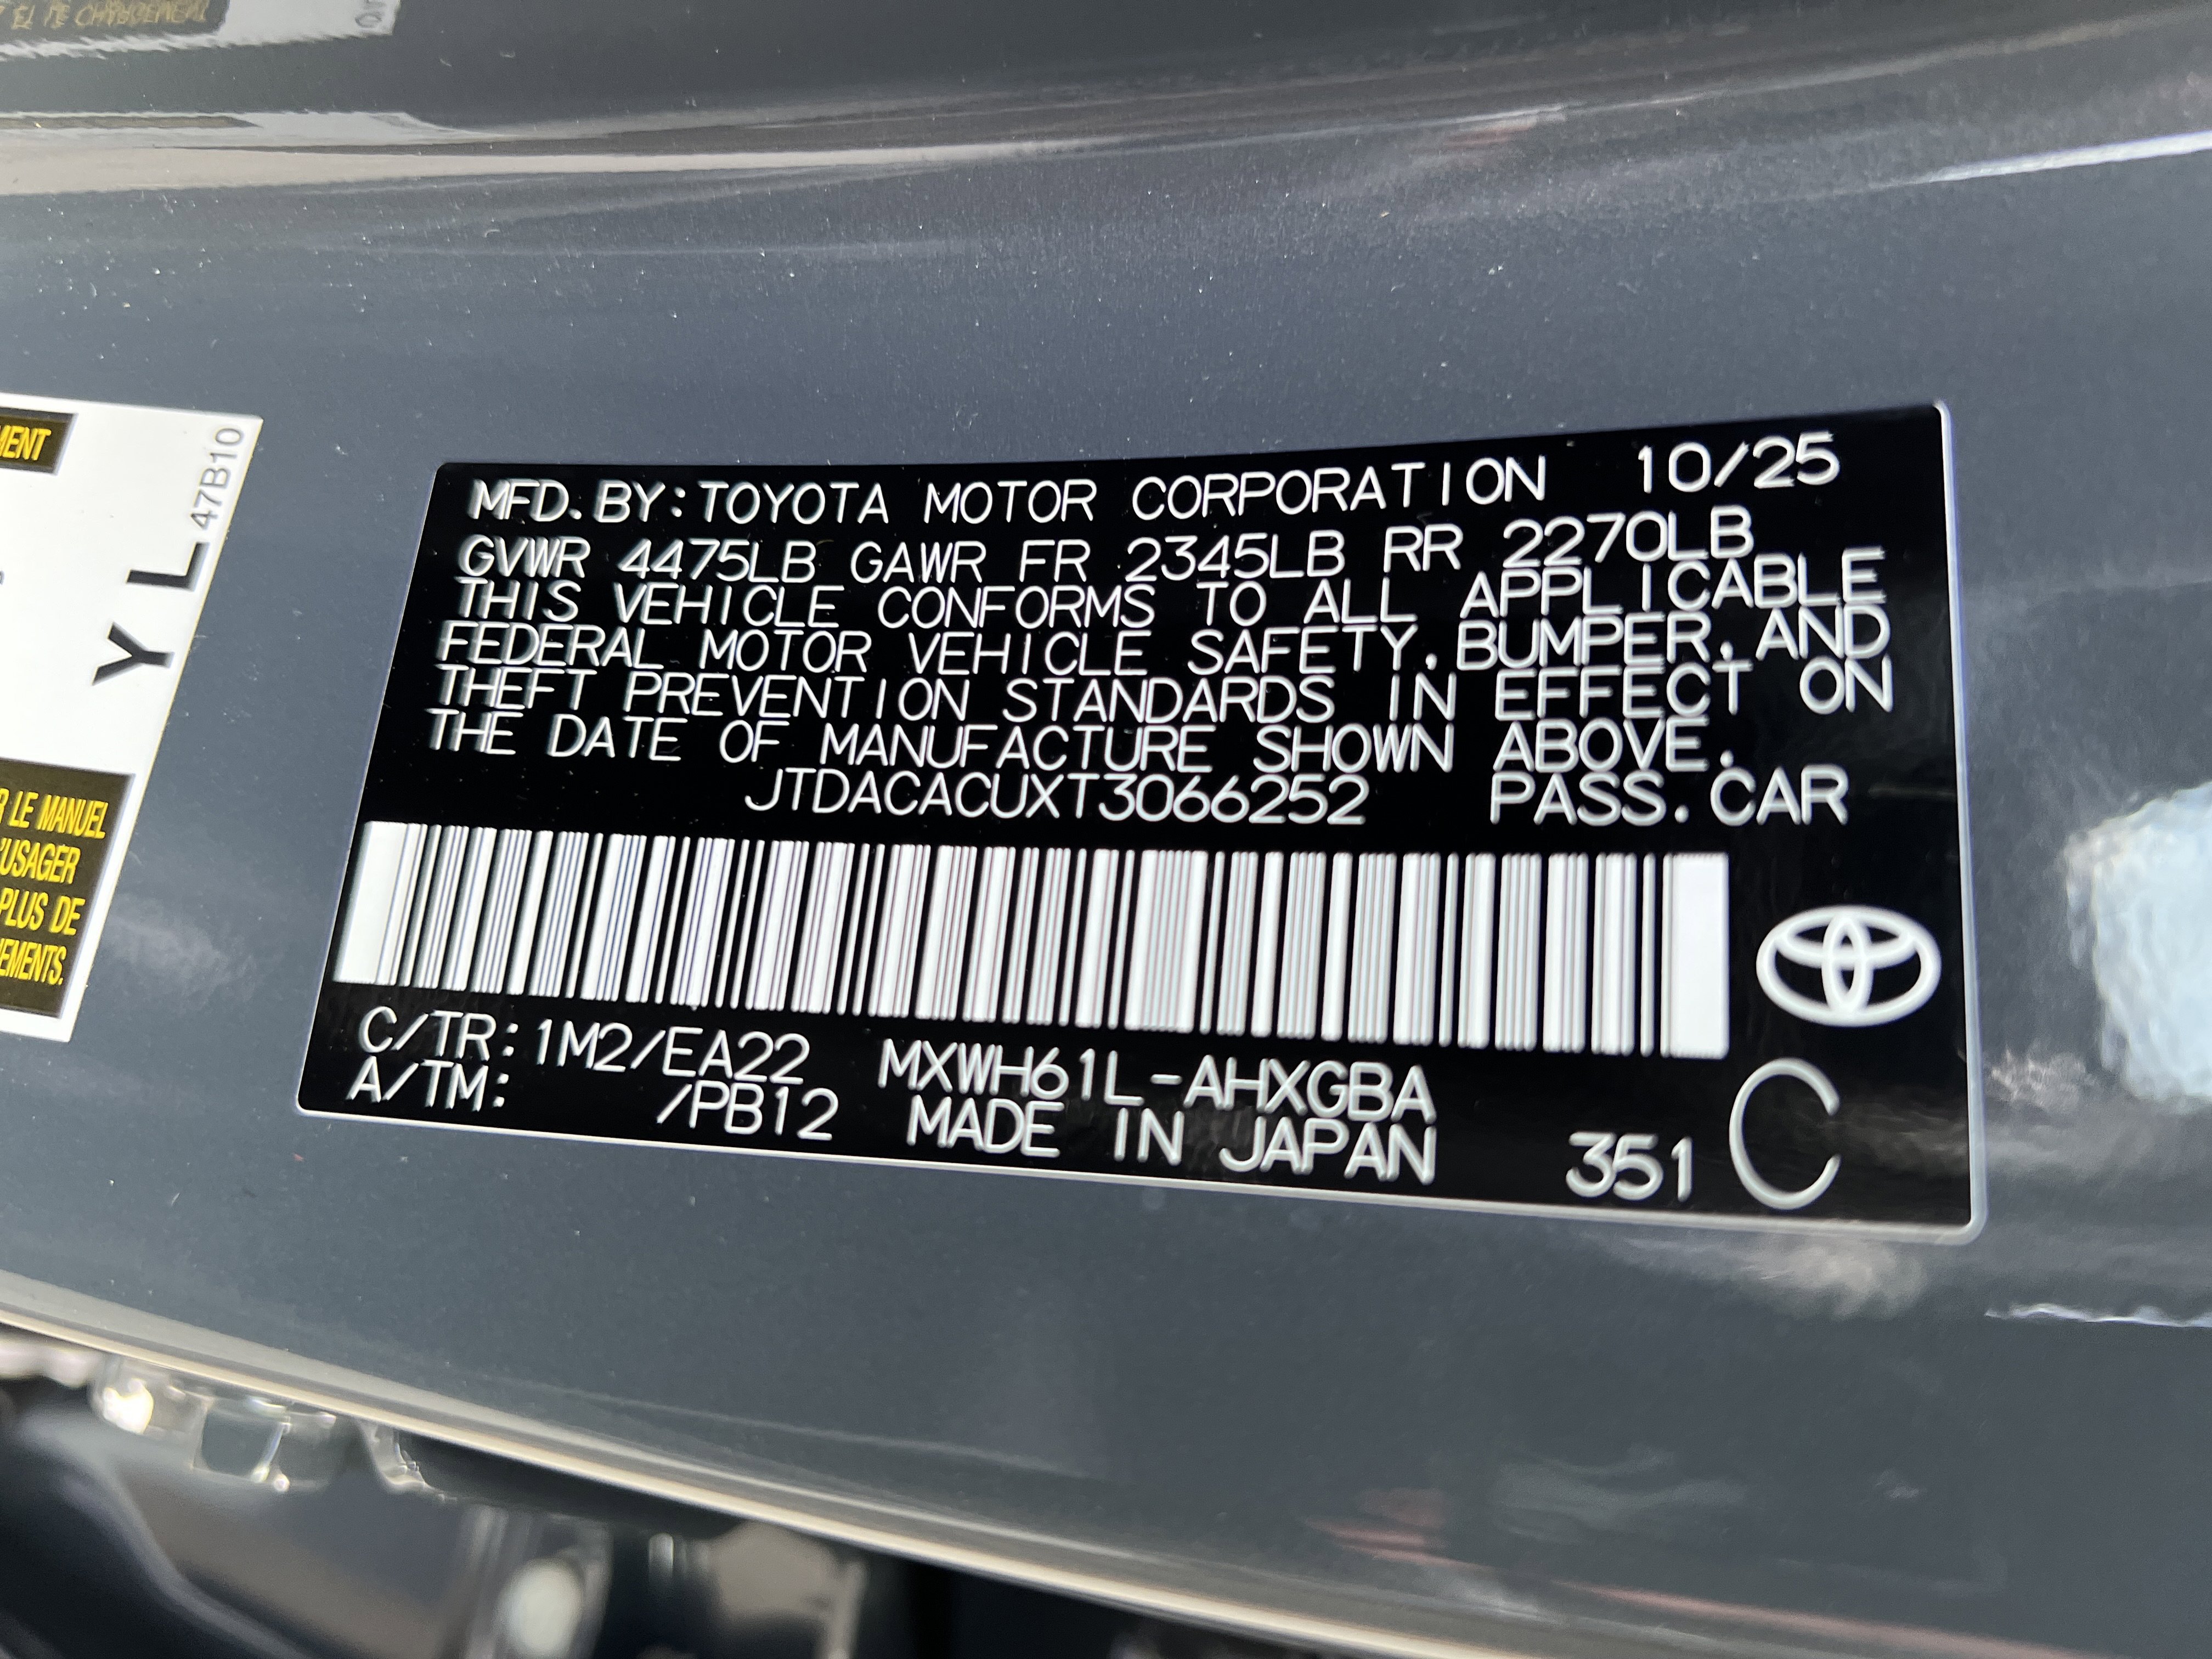 MENT
R LE MANUEL
'USAGER
PLUS DE
EMENTS.
Y L 47B10
MFD. BY: TOYOTA MOTOR CORPORATION 10/25
GVWR 4475LB GAWR FR 2345LB RR 2270LB
THIS VEHICLE CONFORMS TO ALL APPLICABLE
FEDERAL MOTOR VEHICLE SAFETY, BUMPER, AND
THEFT PREVENTION STANDARDS IN EFFECT ON
THE DATE OF MANUFACTURE SHOWN ABOVE.
JTDACACUXT3066252 PASS. CAR
C/TR: 1M2/EA22 MXWH61L-AHXGBA
A/TM: /PB12 MADE IN JAPAN 351 C